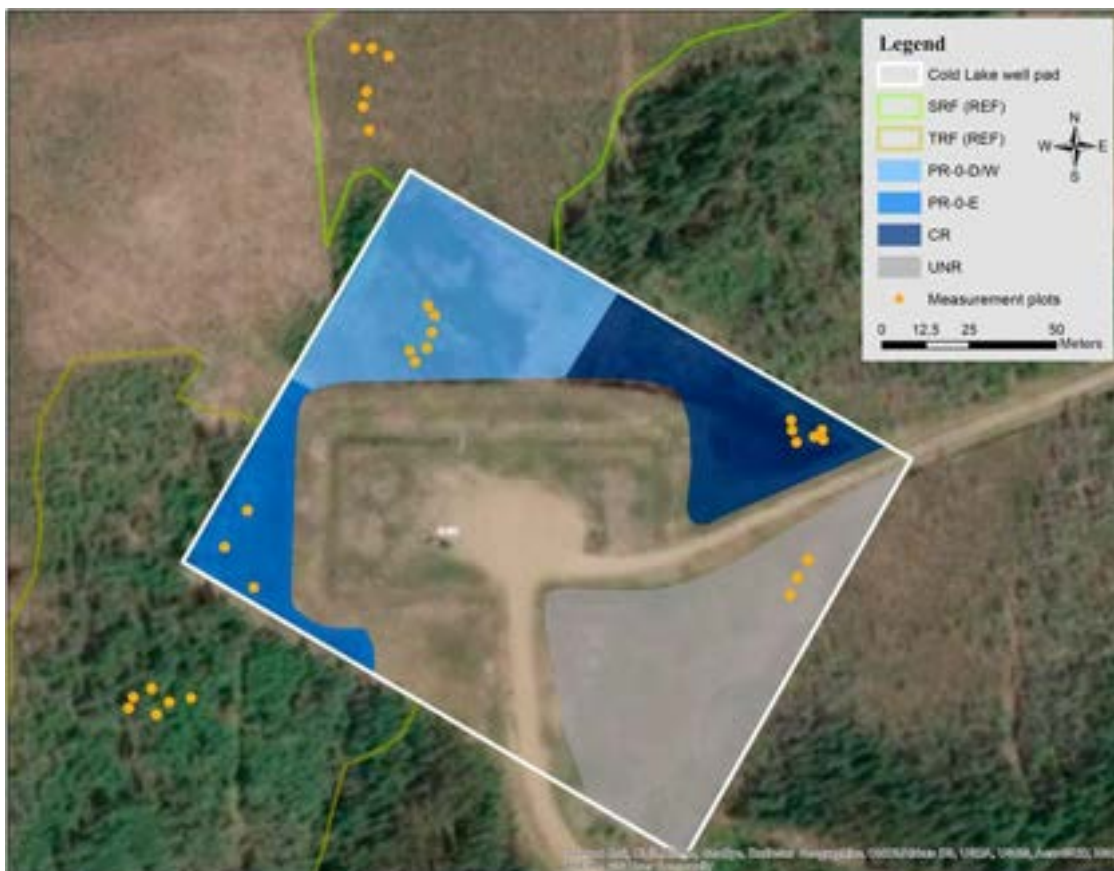 Legend
Cold Lake well pad
SRF (REF)
TRF (REF)
PR-0-D/W
PR-0-E
CR
UNR
Measurement plots
0 12.5 25 50
Meters
N
W E
S